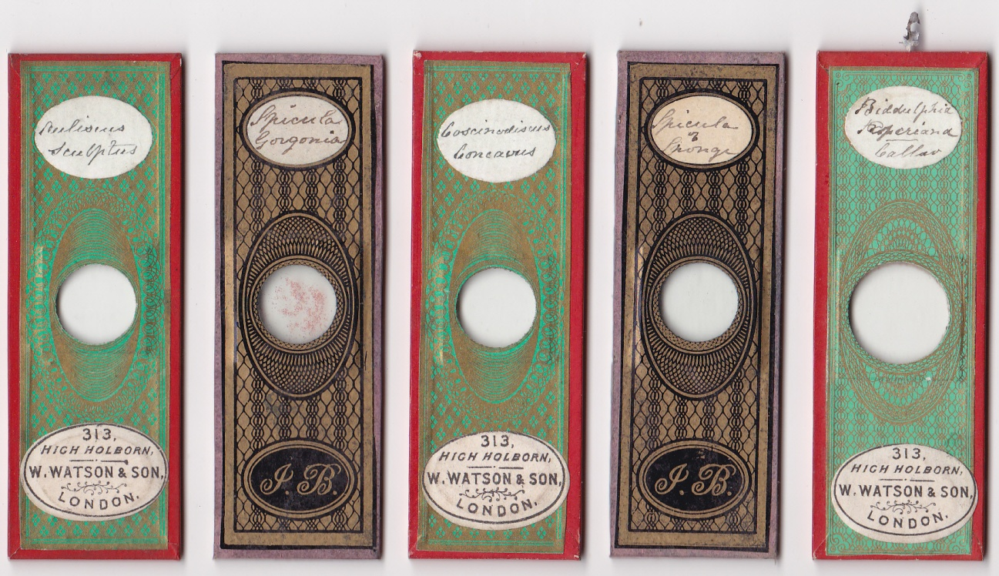 Auliscus
Sculptus
313,
HIGH HOLBORN,
W. WATSON & SON,
LONDON.
Spicula
Gorgonia
J. B.
Coscinodiscus
Concavus
313,
HIGH HOLBORN,
W. WATSON & SON,
LONDON.
Spicula
of
Sponge
J. B.
Biddulphia
Roperiana
Callao
313,
HIGH HOLBORN,
W. WATSON & SON,
LONDON.